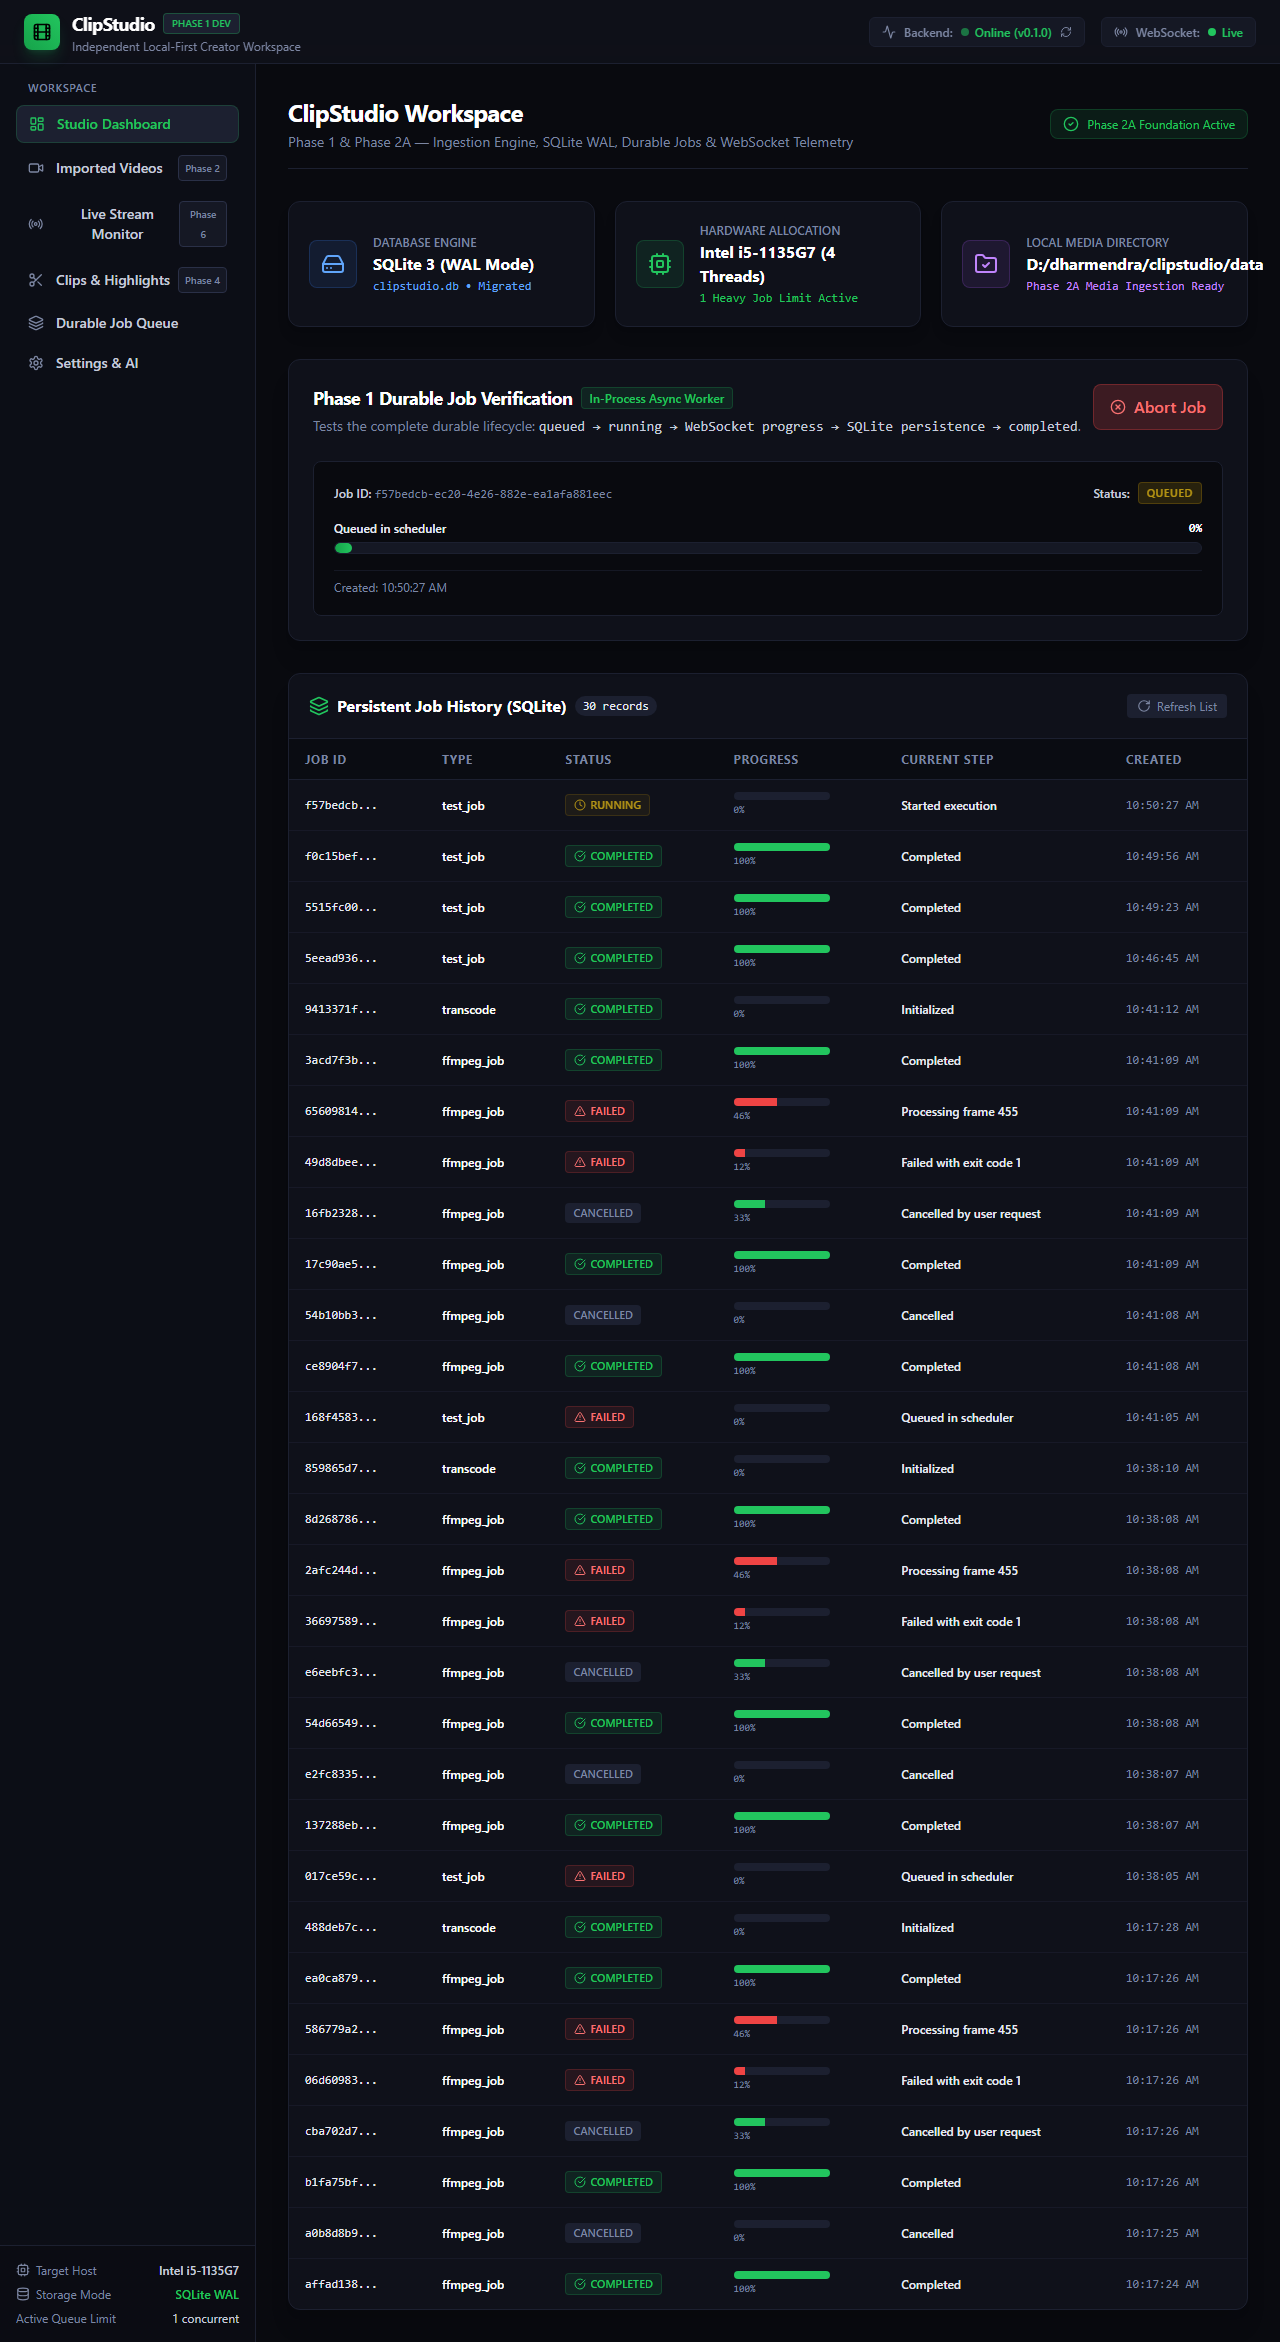 ClipStudio PHASE 1 DEV
Independent Local-First Creator Workspace
Backend: Online (v0.1.0)
WebSocket: Live
WORKSPACE
Studio Dashboard
Imported Videos Phase 2
Live Stream Monitor Phase 6
Clips & Highlights Phase 4
Durable Job Queue
Settings & AI
Target Host Intel i5-1135G7
Storage Mode SQLite WAL
Active Queue Limit 1 concurrent
ClipStudio Workspace
Phase 1 & Phase 2A — Ingestion Engine, SQLite WAL, Durable Jobs & WebSocket Telemetry
Phase 2A Foundation Active
DATABASE ENGINE
SQLite 3 (WAL Mode)
clipstudio.db • Migrated
HARDWARE ALLOCATION
Intel i5-1135G7 (4
Threads)
1 Heavy Job Limit Active
LOCAL MEDIA DIRECTORY
D:/dharmendra/clipstudio/data
Phase 2A Media Ingestion Ready
Phase 1 Durable Job Verification In-Process Async Worker
Tests the complete durable lifecycle: queued → running → WebSocket progress → SQLite persistence → completed.
Abort Job
Job ID: f57bedcb-ec20-4e26-882e-ea1afa881eec
Status: QUEUED
Queued in scheduler 0%
Created: 10:50:27 AM
Persistent Job History (SQLite) 30 records
Refresh List
JOB ID TYPE STATUS PROGRESS CURRENT STEP CREATED
f57bedcb... test_job RUNNING 0% Started execution 10:50:27 AM
f0c15bef... test_job COMPLETED 100% Completed 10:49:56 AM
5515fc00... test_job COMPLETED 100% Completed 10:49:23 AM
5eead936... test_job COMPLETED 100% Completed 10:46:45 AM
9413371f... transcode COMPLETED 0% Initialized 10:41:12 AM
3acd7f3b... ffmpeg_job COMPLETED 100% Completed 10:41:09 AM
65609814... ffmpeg_job FAILED 46% Processing frame 455 10:41:09 AM
49d8dbee... ffmpeg_job FAILED 12% Failed with exit code 1 10:41:09 AM
16fb2328... ffmpeg_job CANCELLED 33% Cancelled by user request 10:41:09 AM
17c90ae5... ffmpeg_job COMPLETED 100% Completed 10:41:09 AM
54b10bb3... ffmpeg_job CANCELLED 0% Cancelled 10:41:08 AM
ce8904f7... ffmpeg_job COMPLETED 100% Completed 10:41:08 AM
168f4583... test_job FAILED 0% Queued in scheduler 10:41:05 AM
859865d7... transcode COMPLETED 0% Initialized 10:38:10 AM
8d268786... ffmpeg_job COMPLETED 100% Completed 10:38:08 AM
2afc244d... ffmpeg_job FAILED 46% Processing frame 455 10:38:08 AM
36697589... ffmpeg_job FAILED 12% Failed with exit code 1 10:38:08 AM
e6eebfc3... ffmpeg_job CANCELLED 33% Cancelled by user request 10:38:08 AM
54d66549... ffmpeg_job COMPLETED 100% Completed 10:38:08 AM
e2fc8335... ffmpeg_job CANCELLED 0% Cancelled 10:38:07 AM
137288eb... ffmpeg_job COMPLETED 100% Completed 10:38:07 AM
017ce59c... test_job FAILED 0% Queued in scheduler 10:38:05 AM
488deb7c... transcode COMPLETED 0% Initialized 10:17:28 AM
ea0ca879... ffmpeg_job COMPLETED 100% Completed 10:17:26 AM
586779a2... ffmpeg_job FAILED 46% Processing frame 455 10:17:26 AM
06d60983... ffmpeg_job FAILED 12% Failed with exit code 1 10:17:26 AM
cba702d7... ffmpeg_job CANCELLED 33% Cancelled by user request 10:17:26 AM
b1fa75bf... ffmpeg_job COMPLETED 100% Completed 10:17:26 AM
a0b8d8b9... ffmpeg_job CANCELLED 0% Cancelled 10:17:25 AM
affad138... ffmpeg_job COMPLETED 100% Completed 10:17:24 AM